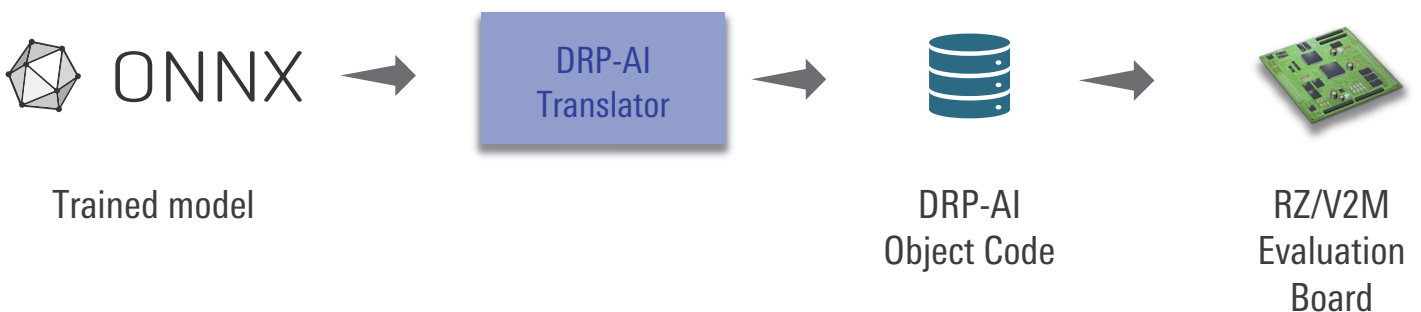 ONNX
DRP-AI
Translator
Trained model
DRP-AI
Object Code
RZ/V2M
Evaluation
Board